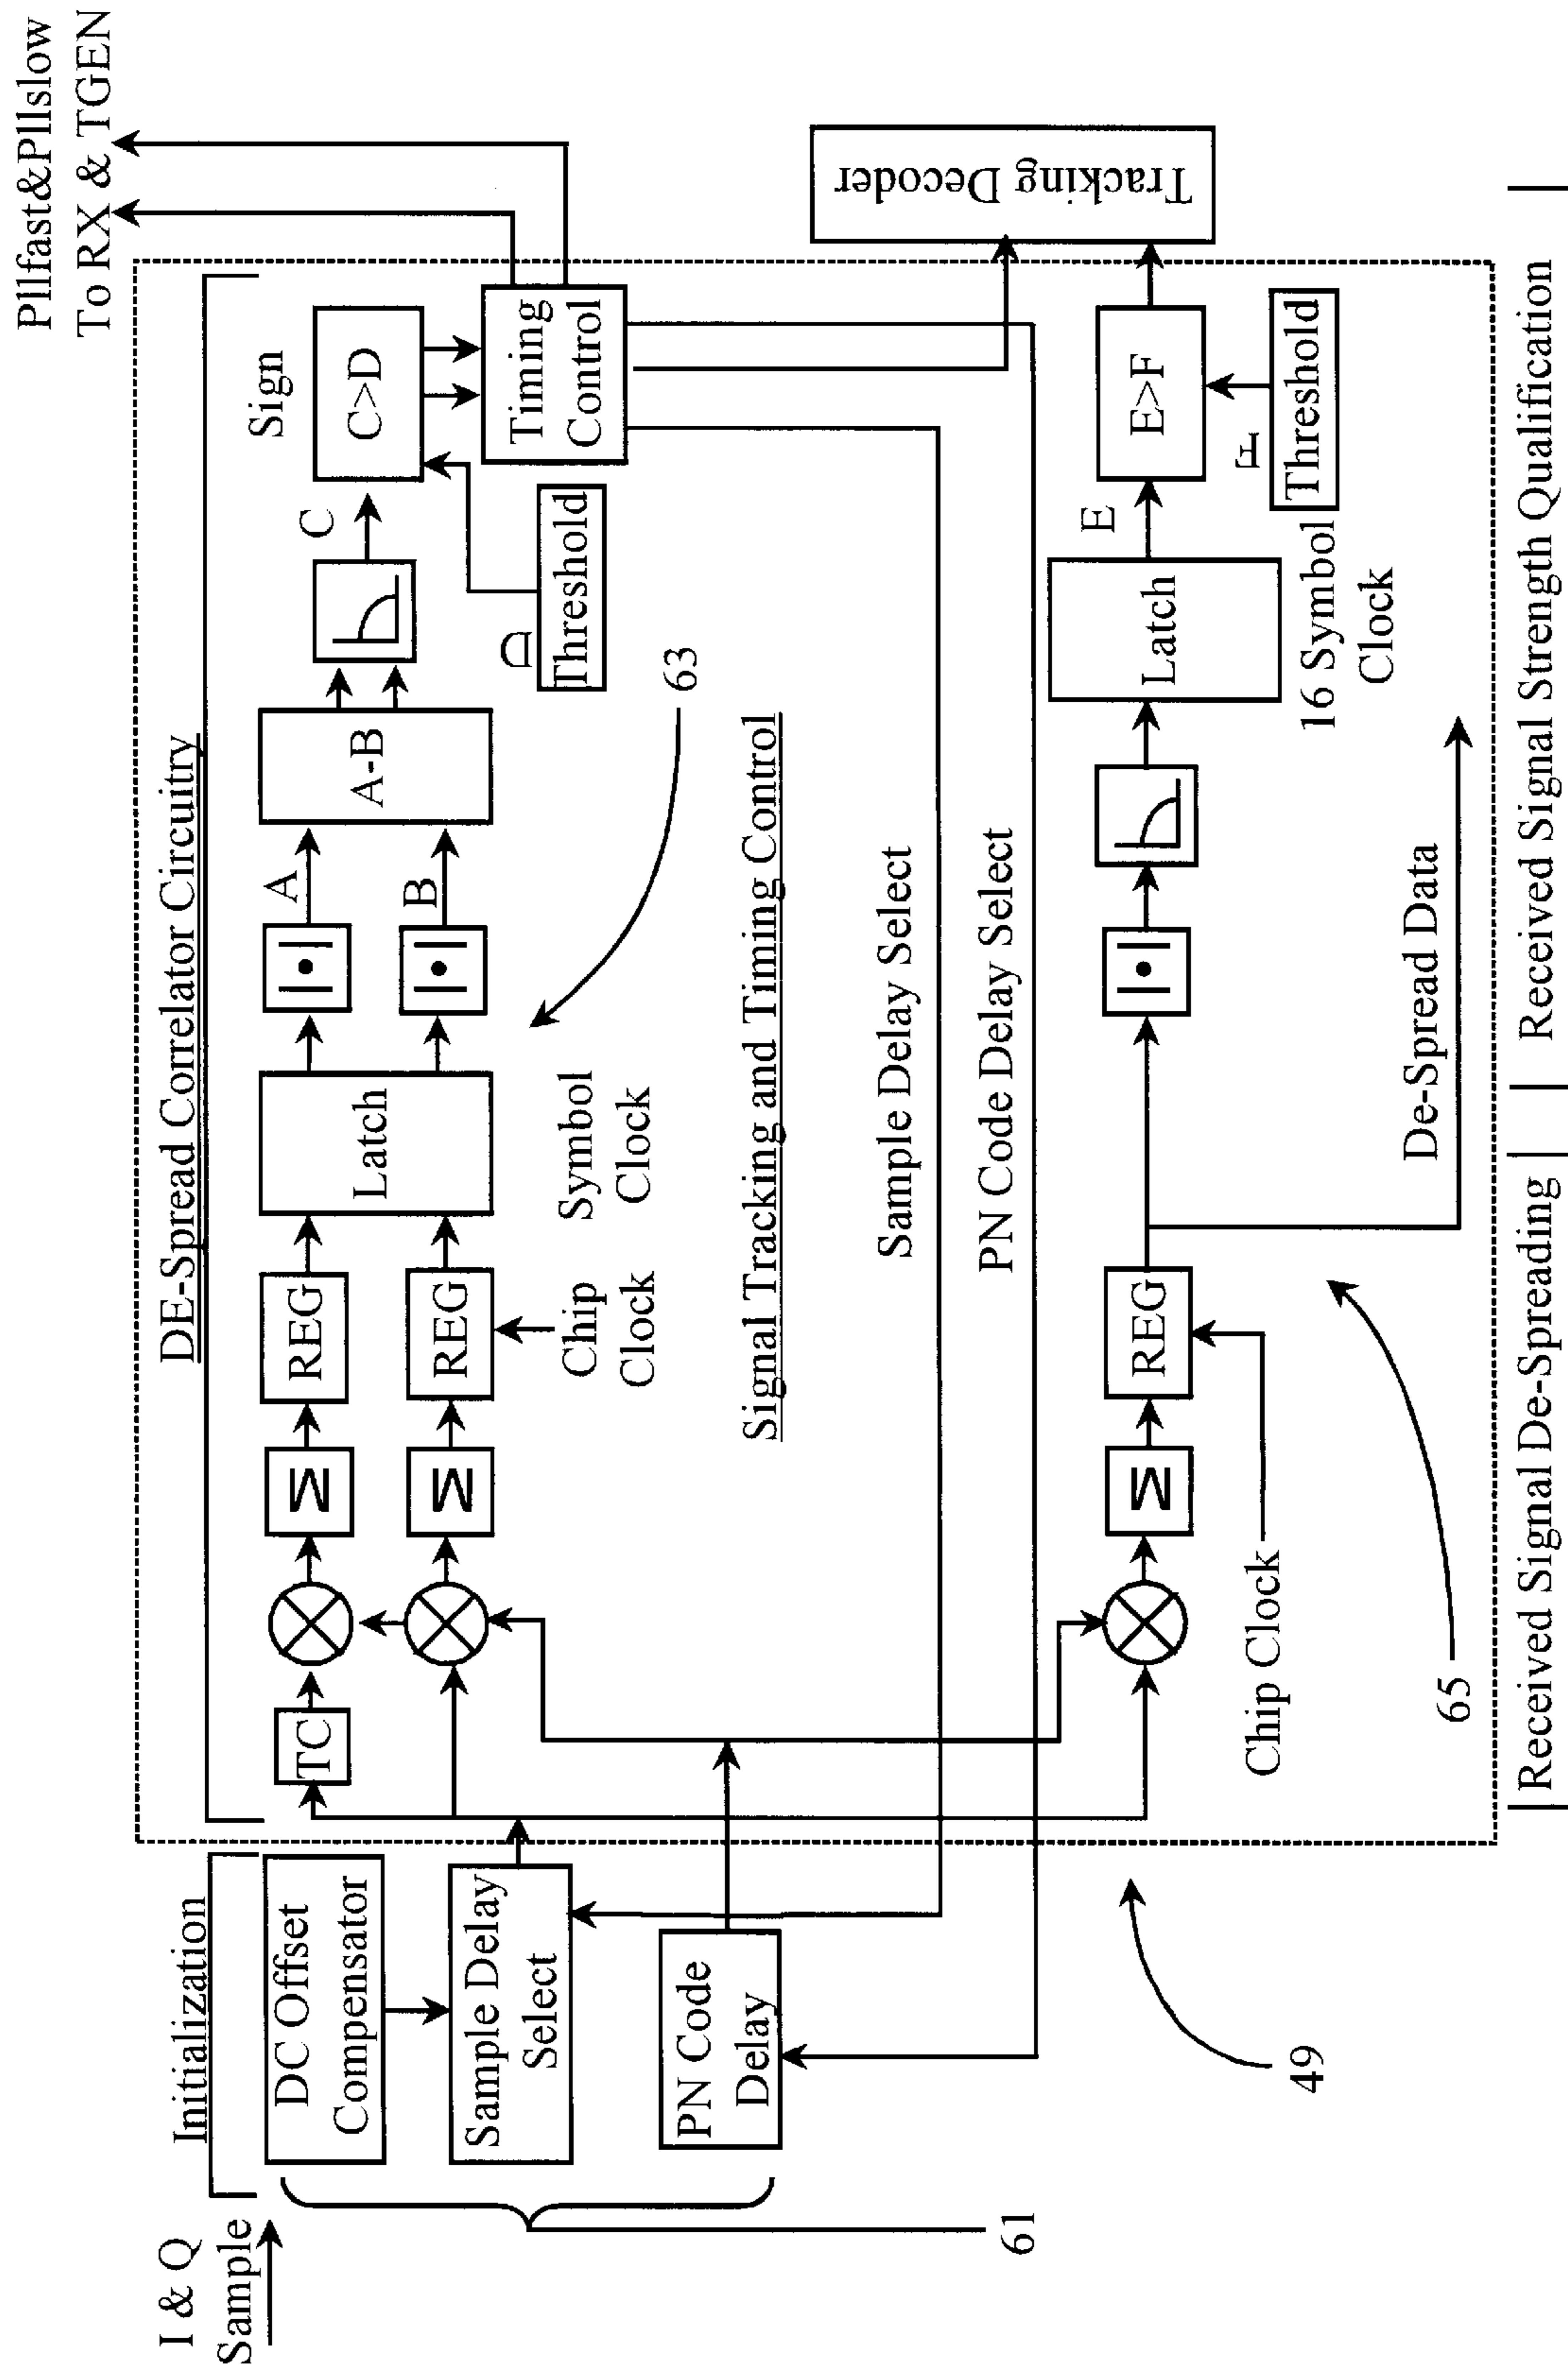 Pllfast&Pllslow
To RX & TGEN
I & Q
Sample
Initialization
DC Offset
Compensator
Sample Delay
Select
PN Code
Delay
61
49
DE-Spread Correlator Circuitry
TC
M
REG
M
REG
Chip
Clock
Latch
Symbol
Clock
A
B
A-B
C
Sign
C>D
D
Threshold
Timing
Control
63
Signal Tracking and Timing Control
Sample Delay Select
PN Code Delay Select
Tracking Decoder
M
REG
Chip Clock
Latch
16 Symbol
Clock
E
E>F
F
Threshold
De-Spread Data
65
Received Signal De-Spreading
Received Signal Strength Qualification